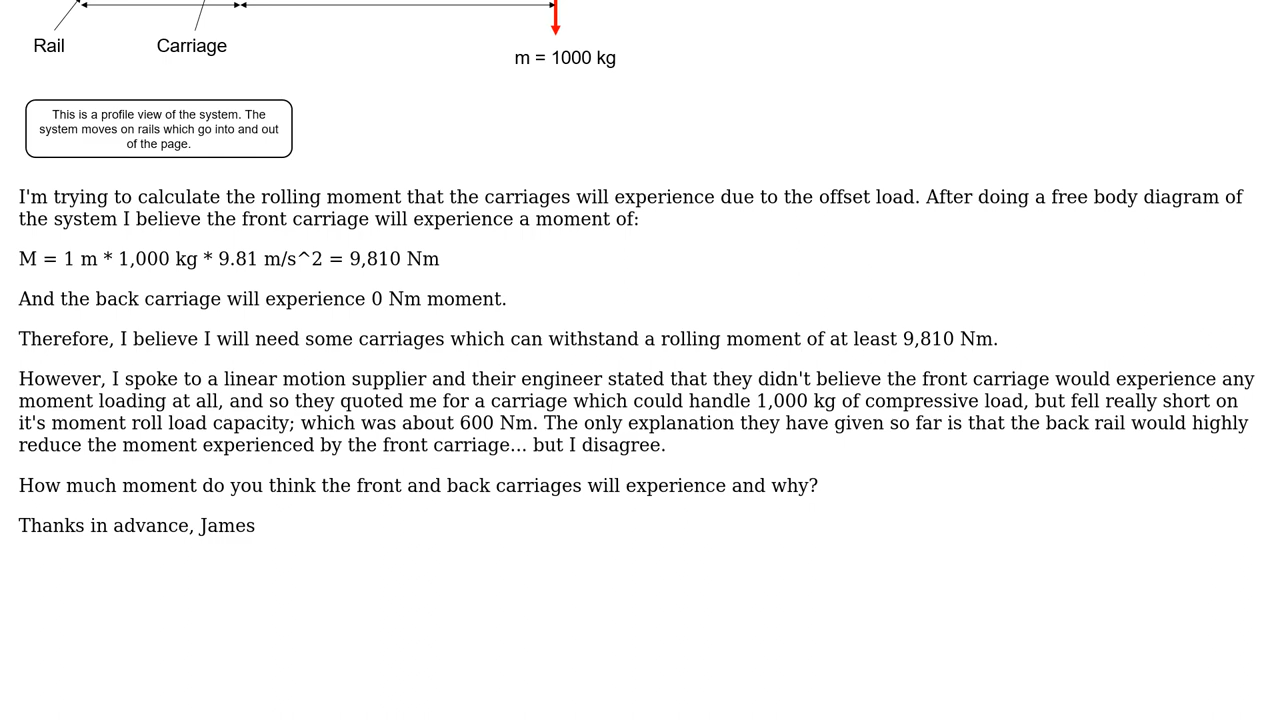 Rail
Carriage
m = 1000 kg
This is a profile view of the system. The
system moves on rails which go into and out
of the page.
I'm trying to calculate the rolling moment that the carriages will experience due to the offset load. After doing a free body diagram of
the system I believe the front carriage will experience a moment of:
M = 1 m * 1,000 kg * 9.81 m/s^2 = 9,810 Nm
And the back carriage will experience 0 Nm moment.
Therefore, I believe I will need some carriages which can withstand a rolling moment of at least 9,810 Nm.
However, I spoke to a linear motion supplier and their engineer stated that they didn't believe the front carriage would experience any
moment loading at all, and so they quoted me for a carriage which could handle 1,000 kg of compressive load, but fell really short on
it's moment roll load capacity; which was about 600 Nm. The only explanation they have given so far is that the back rail would highly
reduce the moment experienced by the front carriage... but I disagree.
How much moment do you think the front and back carriages will experience and why?
Thanks in advance, James